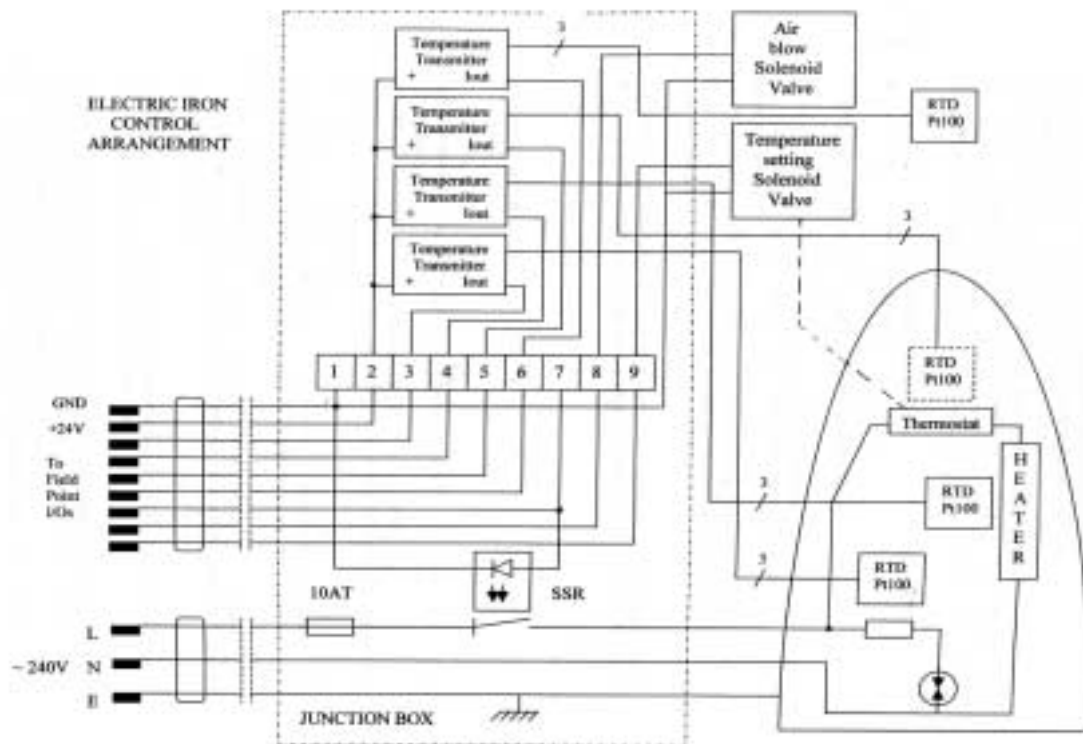 ELECTRIC IRON
CONTROL
ARRANGEMENT
Temperature
Transmitter
+ Iout
Temperature
Transmitter
+ Iout
Temperature
Transmitter
+ Iout
Temperature
Transmitter
+ Iout
3
Air
blow
Solenoid
Valve
RTD
Pt100
Temperature
setting
Solenoid
Valve
3
RTD
Pt100
Thermostat
HEATER
3
RTD
Pt100
3
RTD
Pt100
1 2 3 4 5 6 7 8 9
GND
+24V
To
Field
Point
I/Os
10AT
SSR
L
~ 240V N
E
JUNCTION BOX